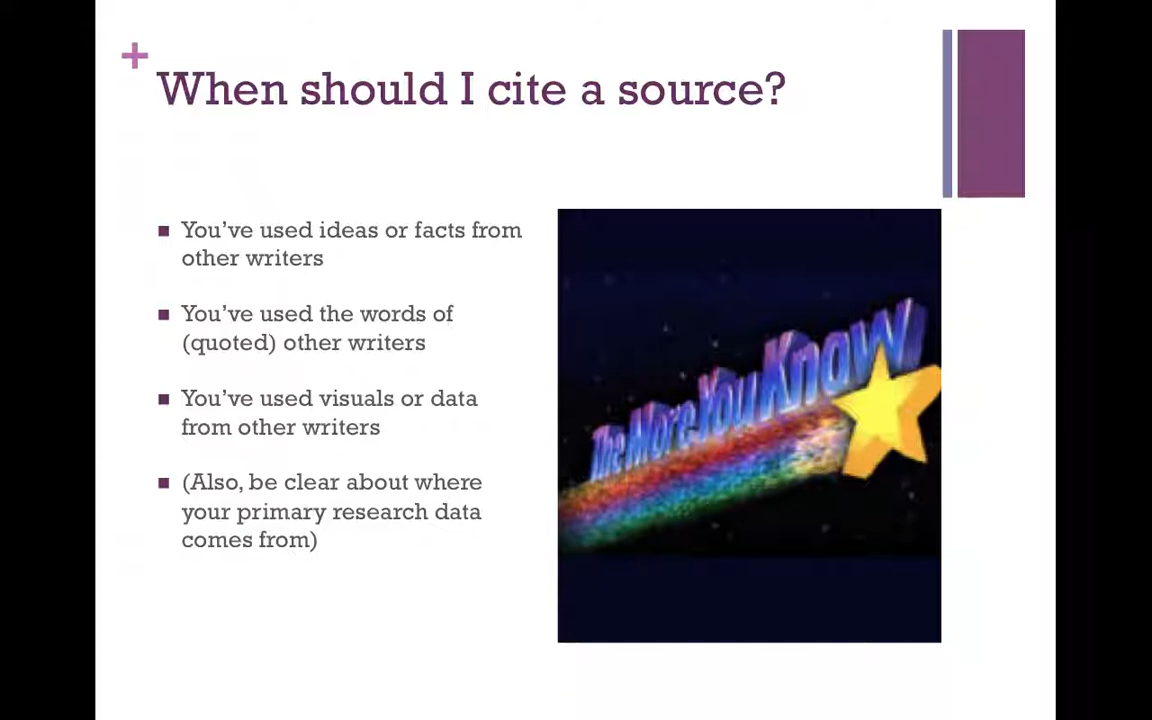 +
When should I cite a source?
You’ve used ideas or facts from
other writers
You’ve used the words of
(quoted) other writers
You’ve used visuals or data
from other writers
(Also, be clear about where
your primary research data
comes from)
The More You Know